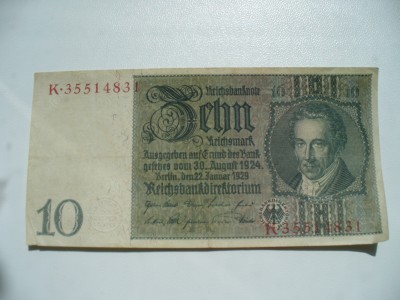 K·35514831
Reichsbanknote
Zehn
Reichsmark
Ausgegeben auf Grund des Bank
gesetzes vom 30. August 1924
Berlin, den 22. Januar 1929
Reichsbankdirektorium
10
K·35514831